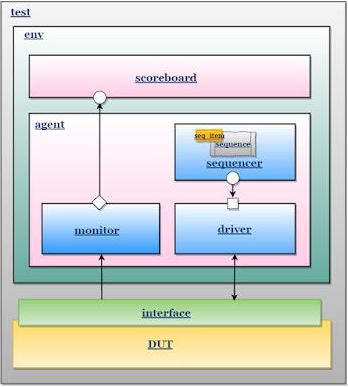 test
env
scoreboard
agent
seq_item
sequence
sequencer
monitor
driver
interface
DUT